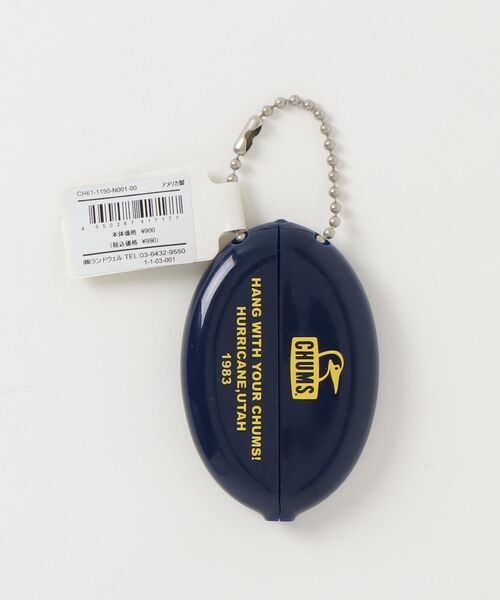 CH61-1150-N001-00 アメリカ製
4 550287 417177
本体価格 ¥900
(税込価格 ¥990)
㈱ランドウェル TEL:03-6432-9550
1-1-03-001
HANG WITH YOUR CHUMS!
HURRICANE,UTAH
1983
CHUMS